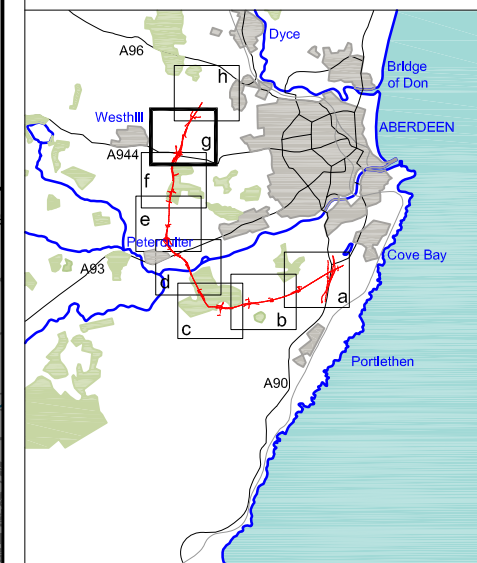 Dyce
A96
Bridge
of Don
h
Westhill
ABERDEEN
g
A944
f
e
Peterculter
Cove Bay
A93
d
a
c
b
Portlethen
A90